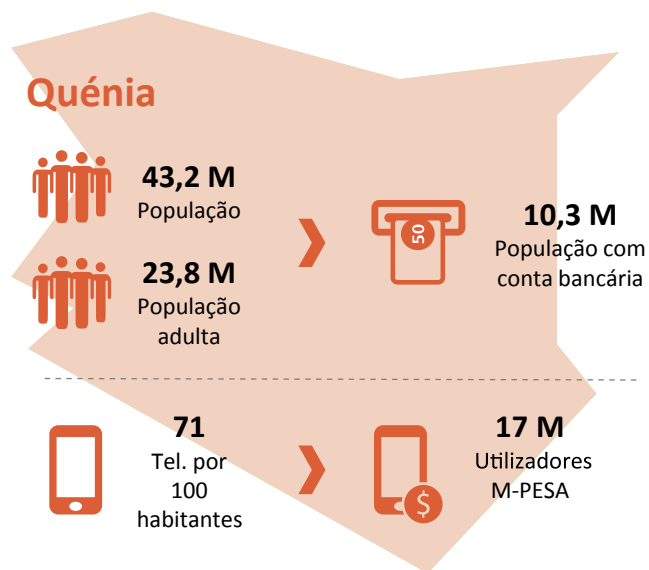 Quénia
43,2 M
População
23,8 M
População
adulta
50
10,3 M
População com
conta bancária
71
Tel. por
100
habitantes
$
17 M
Utilizadores
M-PESA